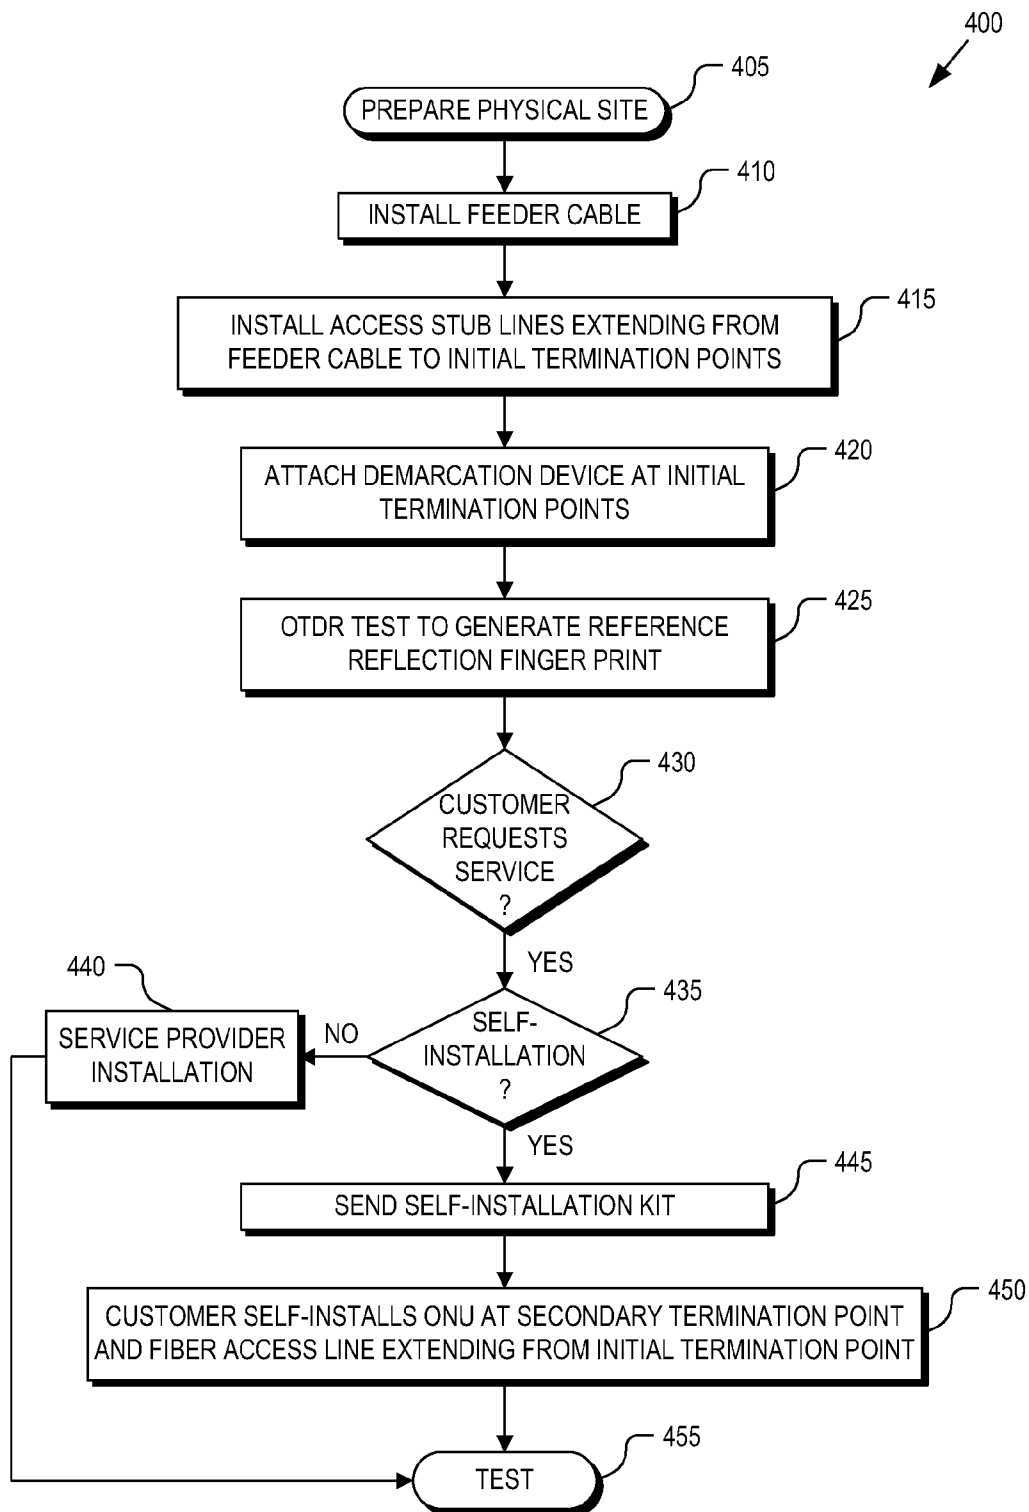 400
405
PREPARE PHYSICAL SITE
410
INSTALL FEEDER CABLE
415
INSTALL ACCESS STUB LINES EXTENDING FROM
FEEDER CABLE TO INITIAL TERMINATION POINTS
420
ATTACH DEMARCATION DEVICE AT INITIAL
TERMINATION POINTS
425
OTDR TEST TO GENERATE REFERENCE
REFLECTION FINGER PRINT
430
CUSTOMER
REQUESTS
SERVICE
?
YES
440
435
SERVICE PROVIDER
INSTALLATION
NO
SELF-
INSTALLATION
?
YES
445
SEND SELF-INSTALLATION KIT
450
CUSTOMER SELF-INSTALLS ONU AT SECONDARY TERMINATION POINT
AND FIBER ACCESS LINE EXTENDING FROM INITIAL TERMINATION POINT
455
TEST